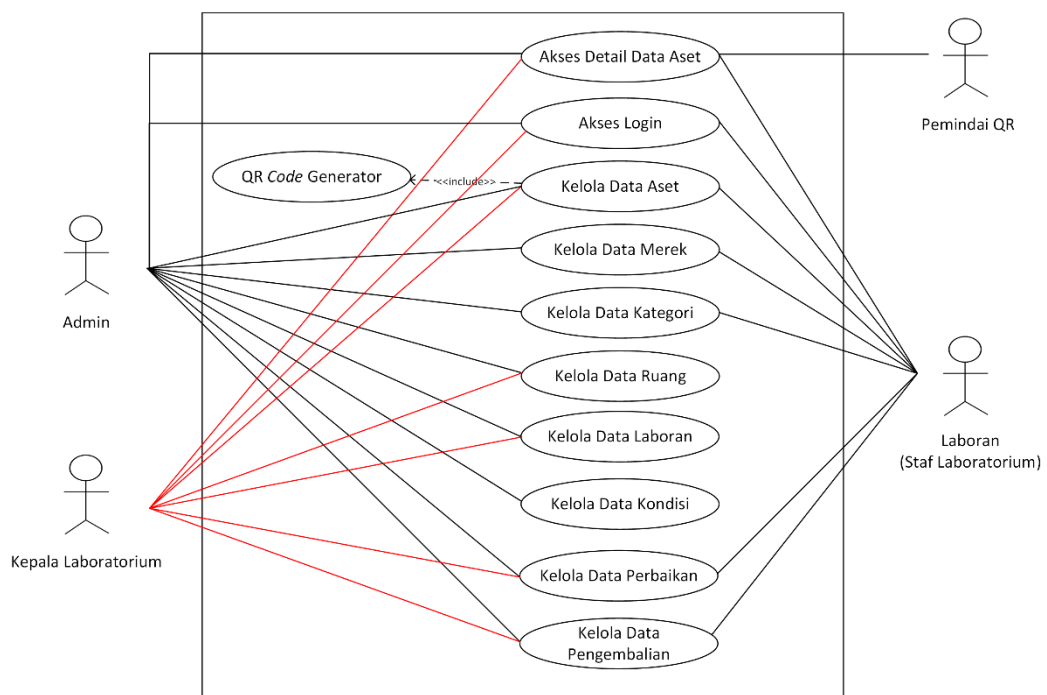 Akses Detail Data Aset
Pemindai QR
Akses Login
QR Code Generator
<<include>>
Kelola Data Aset
Kelola Data Merek
Admin
Kelola Data Kategori
Kelola Data Ruang
Laboran
(Staf Laboratorium)
Kelola Data Laboran
Kelola Data Kondisi
Kepala Laboratorium
Kelola Data Perbaikan
Kelola Data
Pengembalian